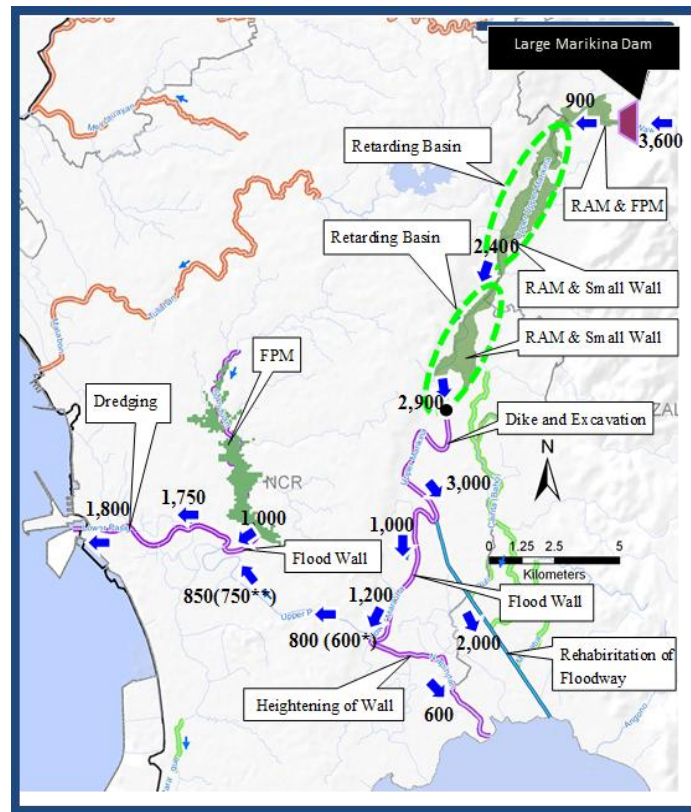 Large Marikina Dam
900
3,600
Retarding Basin
RAM & FPM
Retarding Basin
2,400
RAM & Small Wall
RAM & Small Wall
FPM
2,900
Dredging
Dike and Excavation
N
NCR
3,000
1,800
1,750
1,000
1,000
Flood Wall
0 1.25 2.5 5
Kilometers
850(750**)
1,200
Flood Wall
Upper P
800 (600*)
2,000
Rehabiritation of
Floodway
Heightening of Wall
600